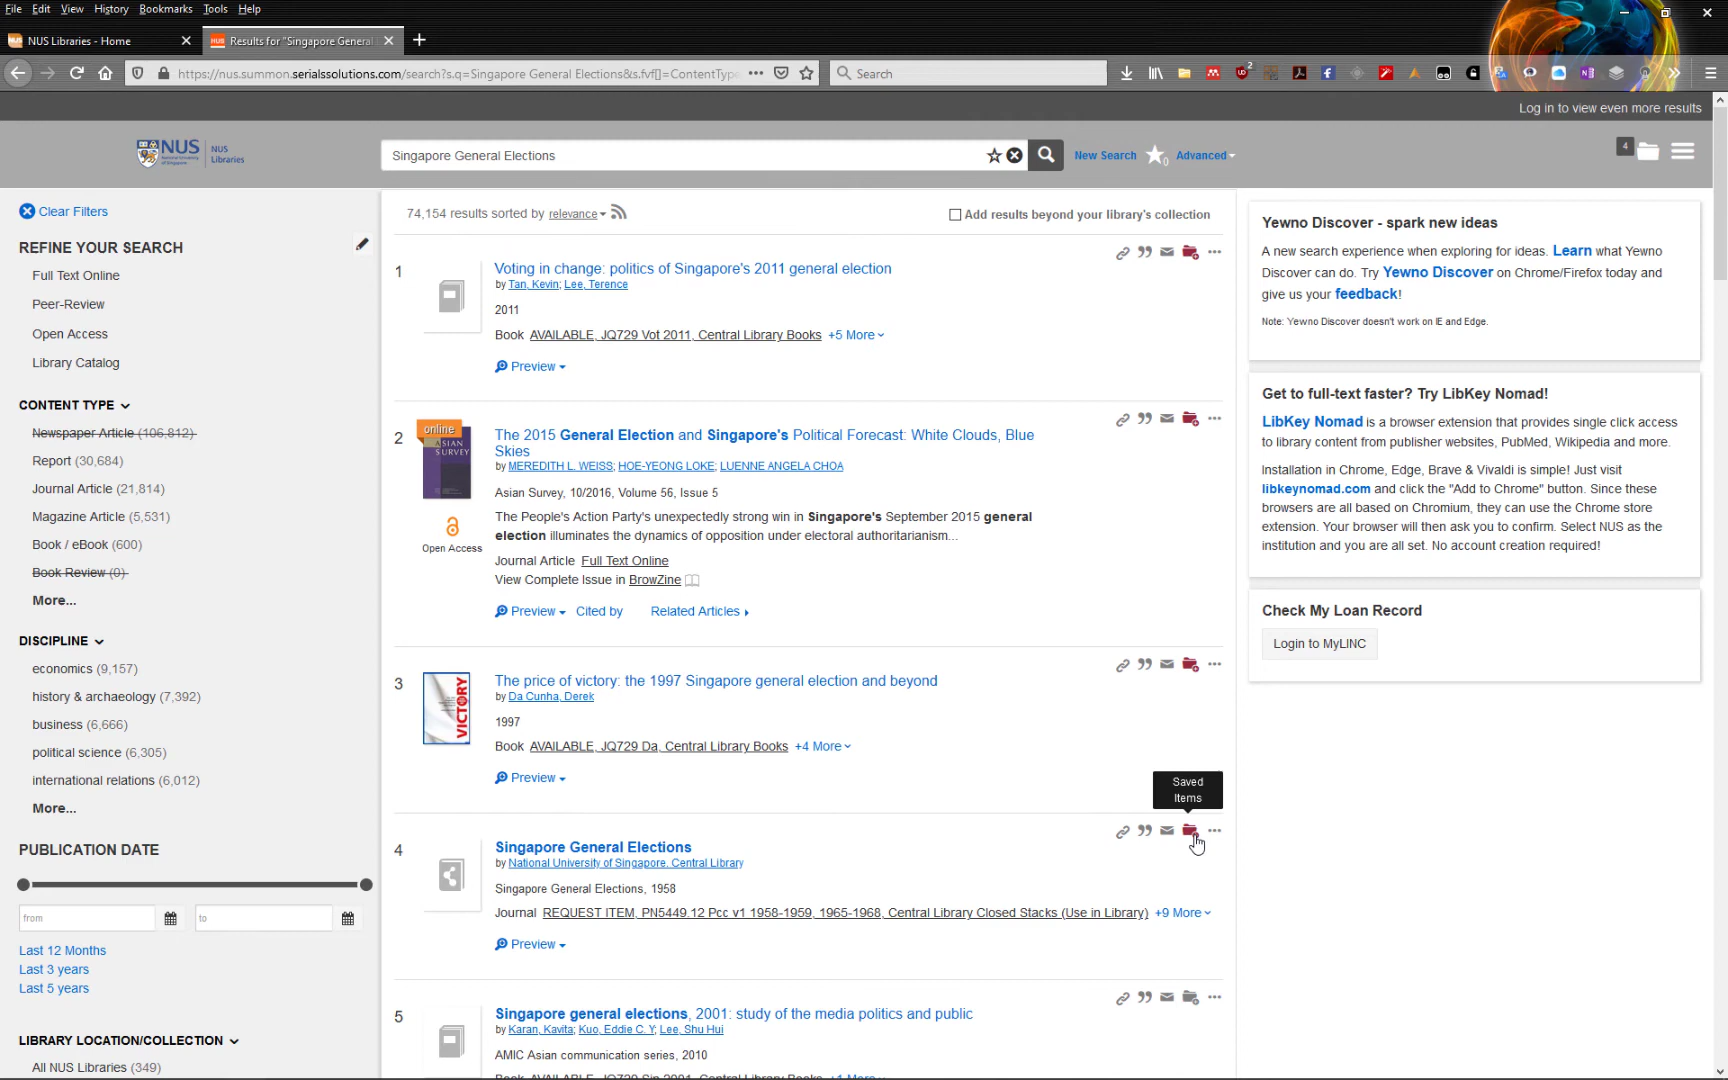 File Edit View History Bookmarks Tools Help
NUS Libraries - Home
Results for "Singapore General
https://nus.summon.serialssolutions.com/search?s.q=Singapore General Elections&s.fvf[]=ContentType
Search
2
Log in to view even more results
NUS
National University of Singapore
NUS Libraries
Singapore General Elections
New Search
0
Advanced
4
Clear Filters
REFINE YOUR SEARCH
Full Text Online
Peer-Review
Open Access
Library Catalog
CONTENT TYPE
Newspaper Article (106,812)
Report (30,684)
Journal Article (21,814)
Magazine Article (5,531)
Book / eBook (600)
Book Review (0)
More...
DISCIPLINE
economics (9,157)
history & archaeology (7,392)
business (6,666)
political science (6,305)
international relations (6,012)
More...
PUBLICATION DATE
from
to
Last 12 Months
Last 3 years
Last 5 years
LIBRARY LOCATION/COLLECTION
All NUS Libraries (349)
74,154 results sorted by relevance
Add results beyond your library's collection
1
Voting in change: politics of Singapore's 2011 general election
by Tan, Kevin; Lee, Terence
2011
Book AVAILABLE, JQ729 Vot 2011, Central Library Books +5 More
Preview
2
online
ASIAN
SURVEY
Open Access
The 2015 General Election and Singapore's Political Forecast: White Clouds, Blue
Skies
by MEREDITH L. WEISS; HOE-YEONG LOKE; LUENNE ANGELA CHOA
Asian Survey, 10/2016, Volume 56, Issue 5
The People's Action Party's unexpectedly strong win in Singapore's September 2015 general
election illuminates the dynamics of opposition under electoral authoritarianism...
Journal Article Full Text Online
View Complete Issue in BrowZine
Preview Cited by Related Articles
3
VICTORY
The price of victory: the 1997 Singapore general election and beyond
by Da Cunha, Derek
1997
Book AVAILABLE, JQ729 Da, Central Library Books +4 More
Preview
Saved
Items
4
Singapore General Elections
by National University of Singapore. Central Library
Singapore General Elections, 1958
Journal REQUEST ITEM, PN5449.12 Pcc v1 1958-1959, 1965-1968, Central Library Closed Stacks (Use in Library) +9 More
Preview
5
Singapore general elections, 2001: study of the media politics and public
by Karan, Kavita; Kuo, Eddie C. Y; Lee, Shu Hui
AMIC Asian communication series, 2010
Book AVAILABLE, JQ729 Sin 2001, Central Library Books +1 More
Yewno Discover - spark new ideas
A new search experience when exploring for ideas. Learn what Yewno
Discover can do. Try Yewno Discover on Chrome/Firefox today and
give us your feedback!
Note: Yewno Discover doesn't work on IE and Edge.
Get to full-text faster? Try LibKey Nomad!
LibKey Nomad is a browser extension that provides single click access
to library content from publisher websites, PubMed, Wikipedia and more.
Installation in Chrome, Edge, Brave & Vivaldi is simple! Just visit
libkeynomad.com and click the "Add to Chrome" button. Since these
browsers are all based on Chromium, they can use the Chrome store
extension. Your browser will then ask you to confirm. Select NUS as the
institution and you are all set. No account creation required!
Check My Loan Record
Login to MyLINC